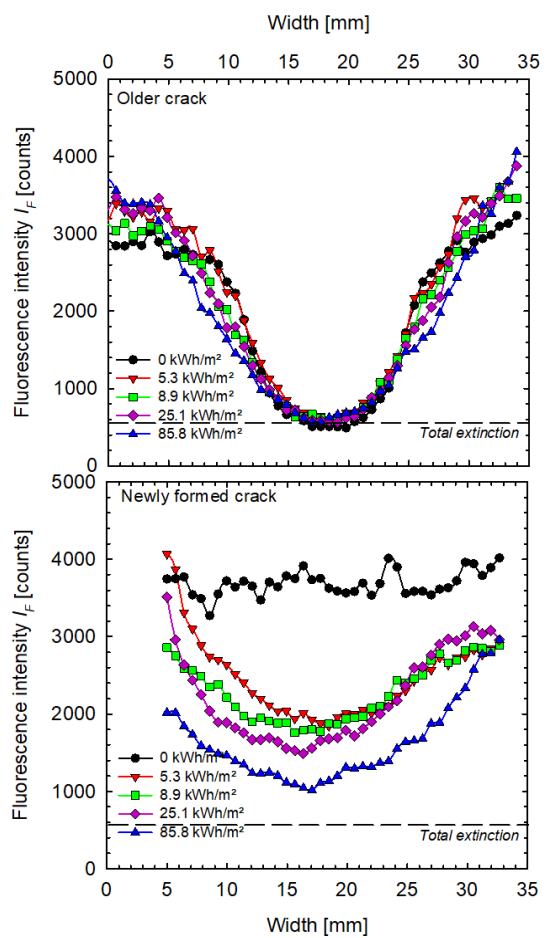 Width [mm]
0 5 10 15 20 25 30 35
5000
Older crack
4000
3000
2000
1000
0
Fluorescence intensity I_F [counts]
0 kWh/m²
5.3 kWh/m²
8.9 kWh/m²
25.1 kWh/m²
85.8 kWh/m²
Total extinction
5000
Newly formed crack
4000
3000
2000
1000
0
Fluorescence intensity I_F [counts]
0 kWh/m²
5.3 kWh/m²
8.9 kWh/m²
25.1 kWh/m²
85.8 kWh/m²
Total extinction
0 5 10 15 20 25 30 35
Width [mm]